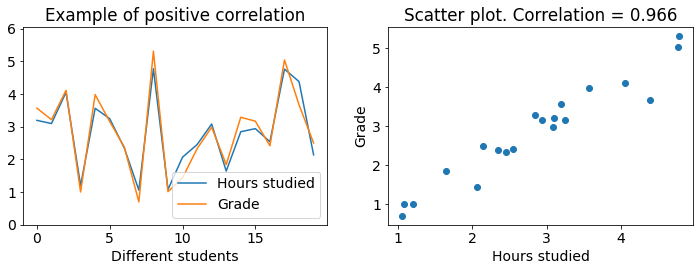 Example of positive correlation
6
5
4
3
2
1
0
0
5
10
15
Different students
Hours studied
Grade
Scatter plot. Correlation = 0.966
Grade
5
4
3
2
1
1
2
3
4
Hours studied